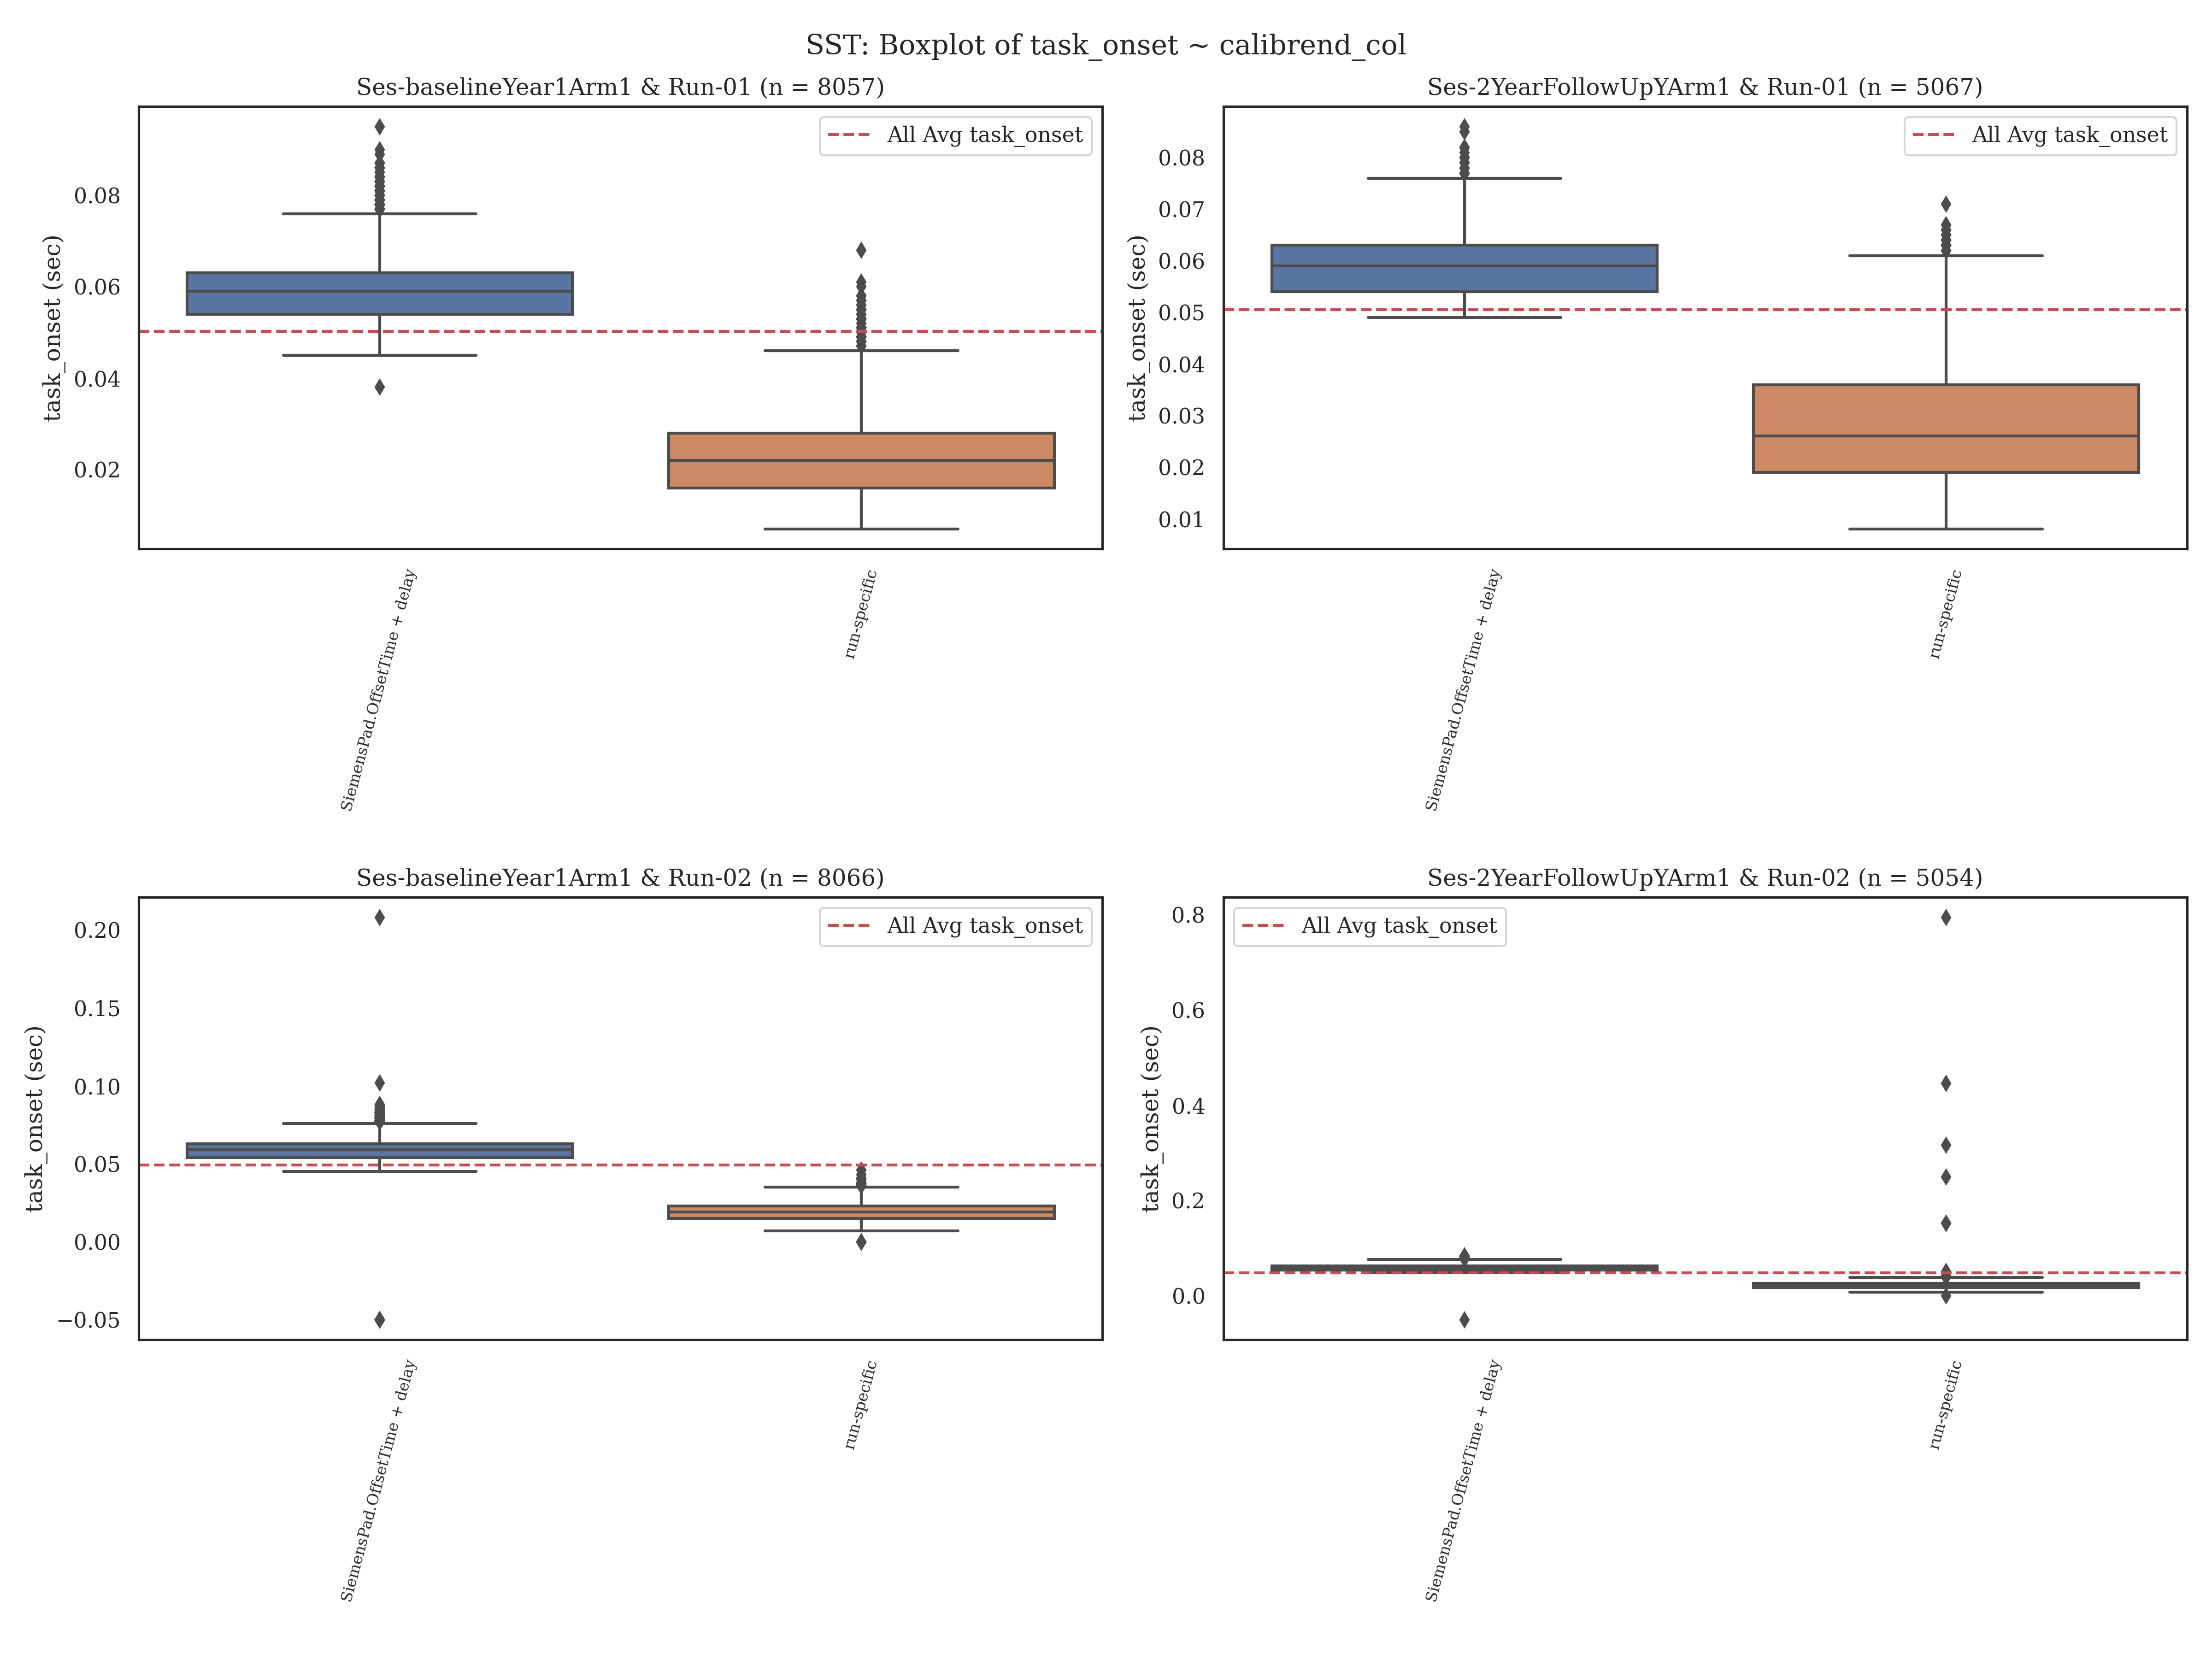 SST: Boxplot of task_onset ~ calibrend_col
Ses-baselineYear1Arm1 & Run-01 (n = 8057)
All Avg task_onset
task_onset (sec)
0.08
0.06
0.04
0.02
SiemensPad.OffsetTime + delay
run-specific
Ses-2YearFollowUpYArm1 & Run-01 (n = 5067)
All Avg task_onset
task_onset (sec)
0.08
0.07
0.06
0.05
0.04
0.03
0.02
0.01
SiemensPad.OffsetTime + delay
run-specific
Ses-baselineYear1Arm1 & Run-02 (n = 8066)
All Avg task_onset
task_onset (sec)
0.20
0.15
0.10
0.05
0.00
−0.05
SiemensPad.OffsetTime + delay
run-specific
Ses-2YearFollowUpYArm1 & Run-02 (n = 5054)
All Avg task_onset
task_onset (sec)
0.8
0.6
0.4
0.2
0.0
SiemensPad.OffsetTime + delay
run-specific